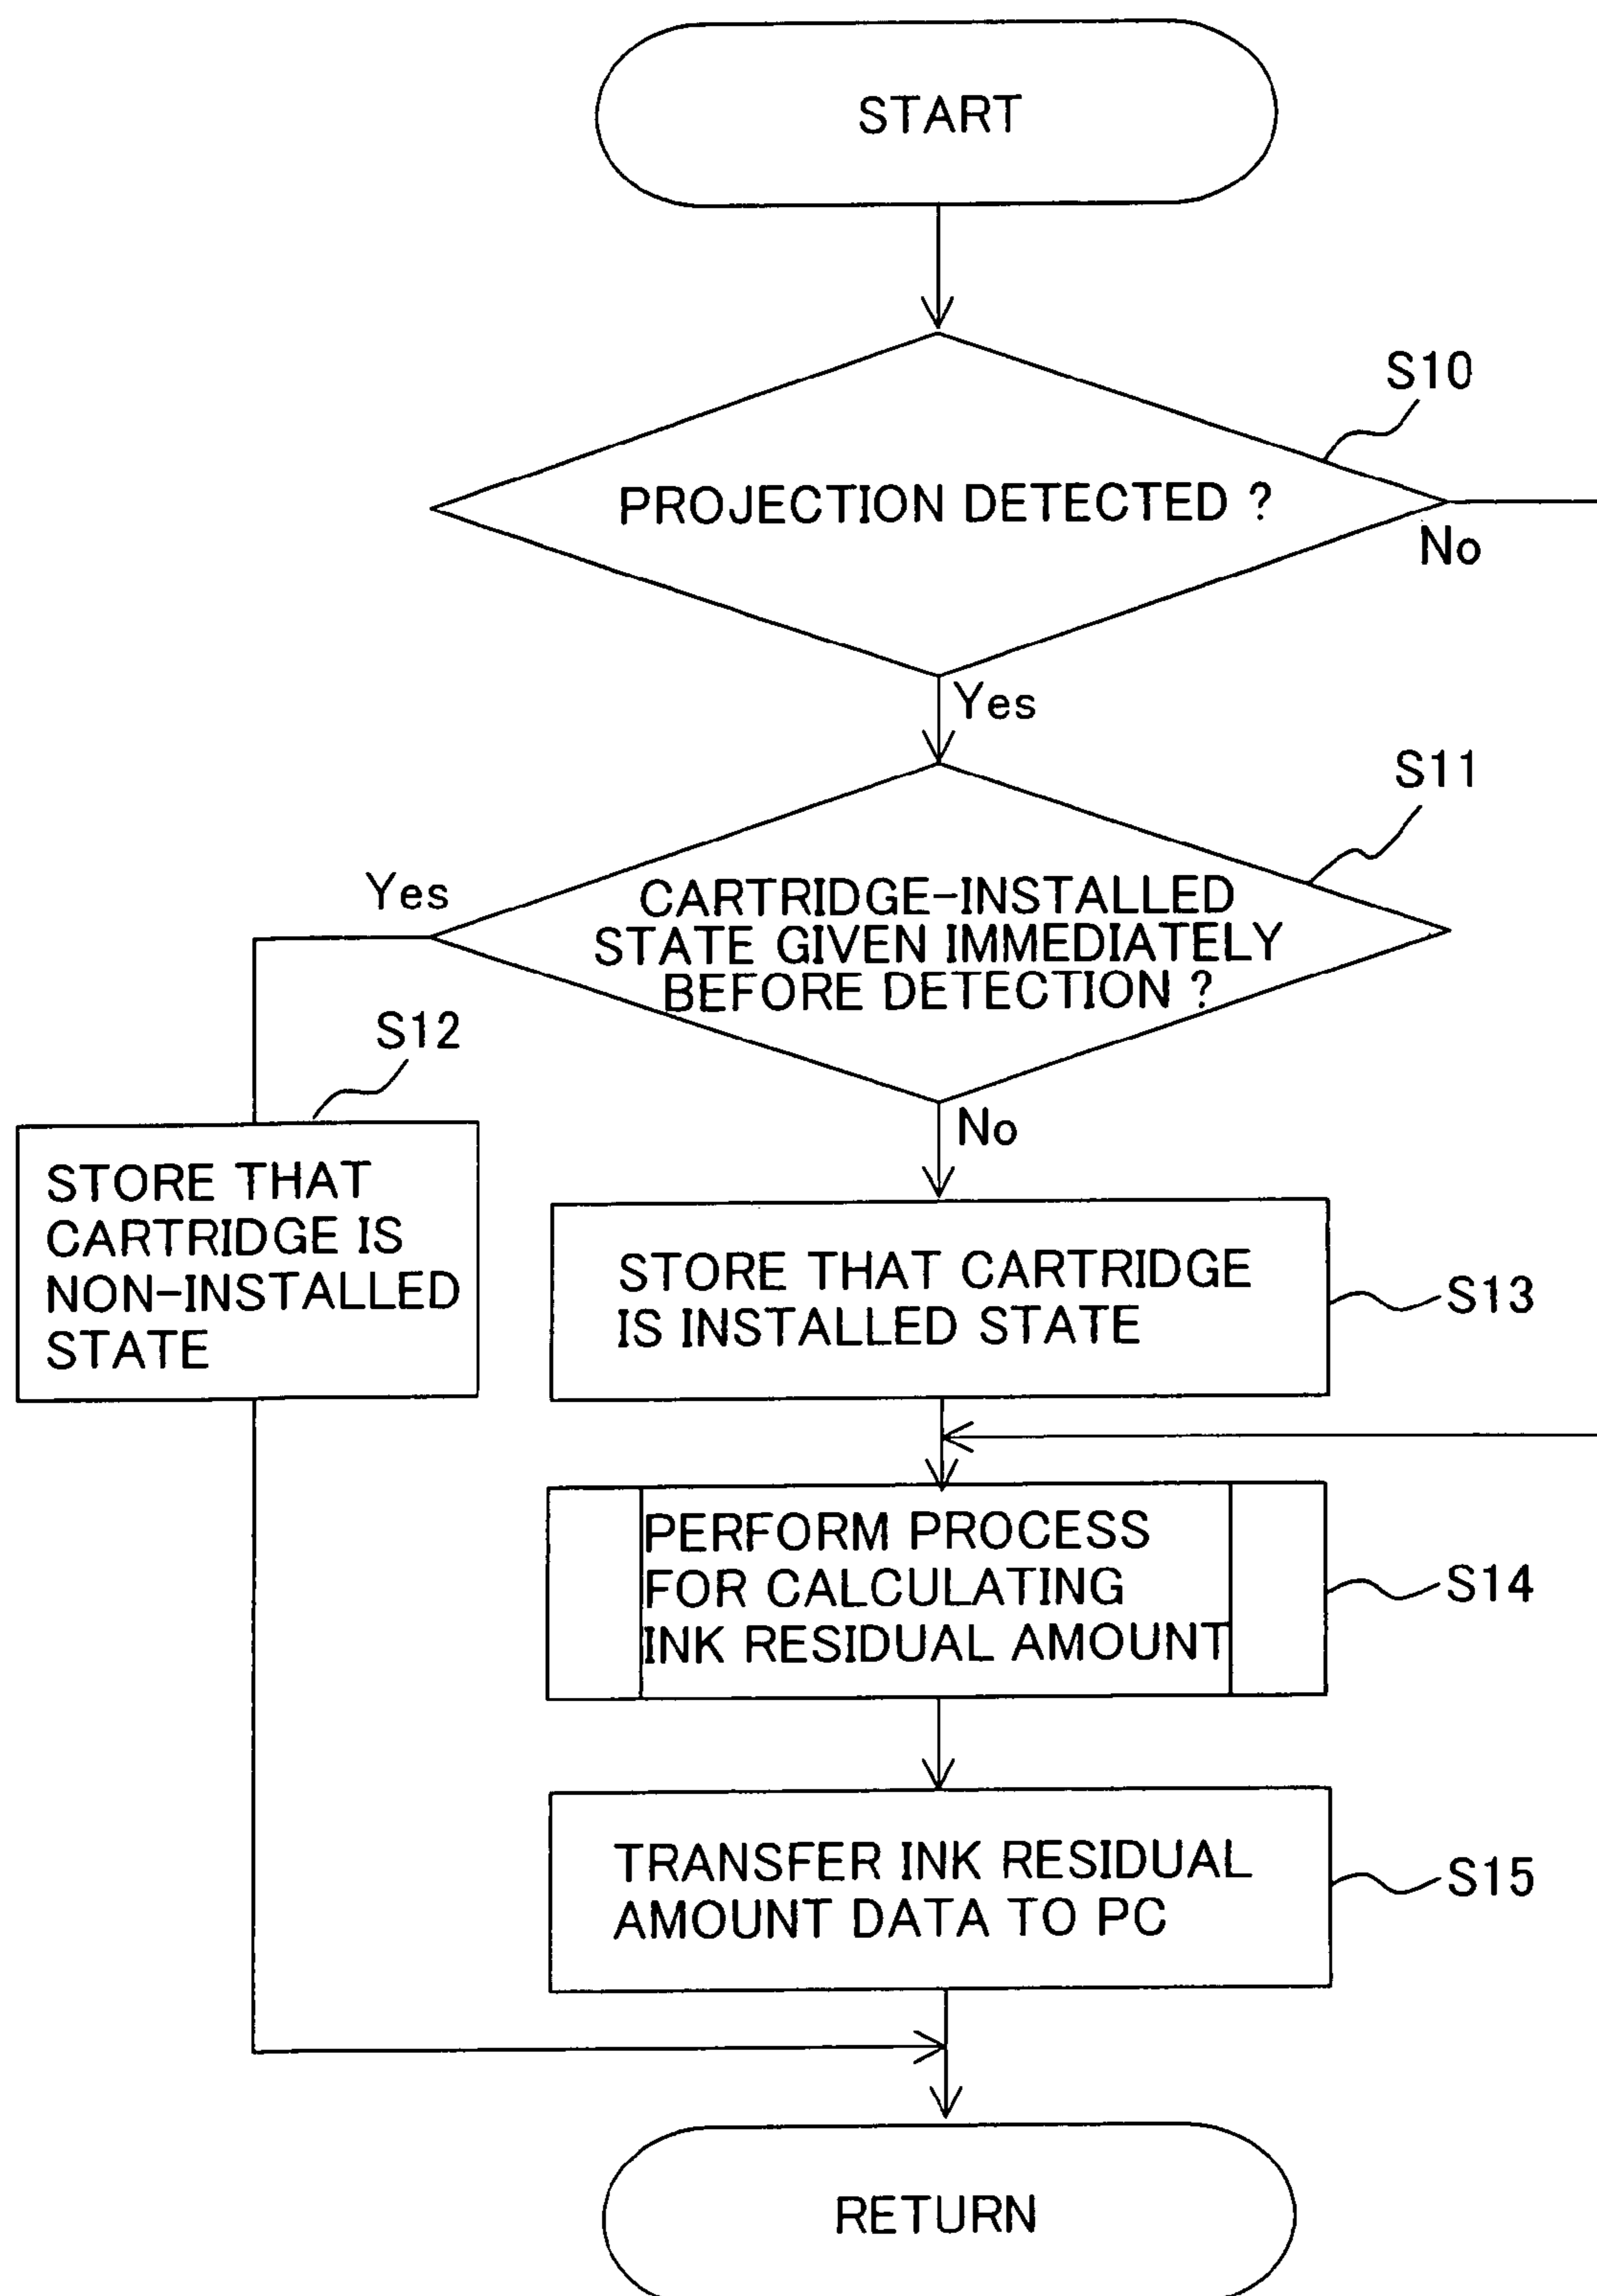 START
S10
PROJECTION DETECTED ?
No
Yes
S11
Yes
CARTRIDGE-INSTALLED
STATE GIVEN IMMEDIATELY
BEFORE DETECTION ?
S12
No
STORE THAT
CARTRIDGE IS
NON-INSTALLED
STATE
STORE THAT CARTRIDGE
IS INSTALLED STATE
S13
PERFORM PROCESS
FOR CALCULATING
INK RESIDUAL AMOUNT
S14
TRANSFER INK RESIDUAL
AMOUNT DATA TO PC
S15
RETURN